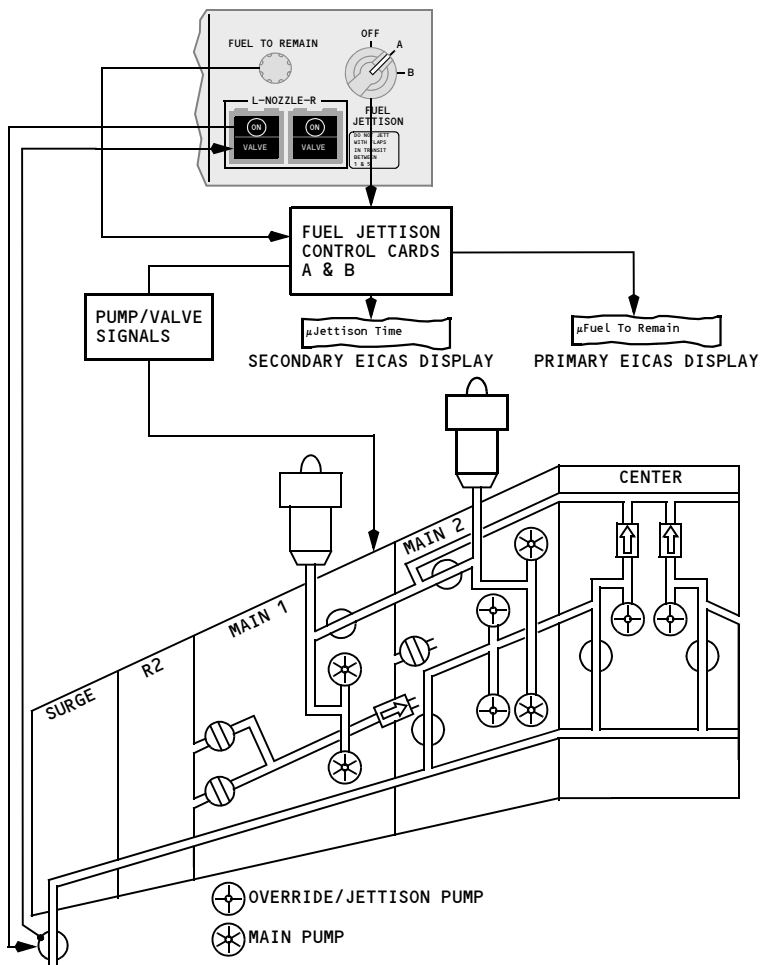 OFF
FUEL TO REMAIN
A
B
L-NOZZLE-R
FUEL
JETTISON
ON
ON
DO NOT JETT
WITH FLAPS
IN TRANSIT
BETWEEN
1 & 5
VALVE
VALVE
FUEL JETTISON
CONTROL CARDS
A & B
PUMP/VALVE
SIGNALS
µJettison Time
µFuel To Remain
SECONDARY EICAS DISPLAY
PRIMARY EICAS DISPLAY
CENTER
MAIN 2
MAIN 1
R2
SURGE
OVERRIDE/JETTISON PUMP
MAIN PUMP